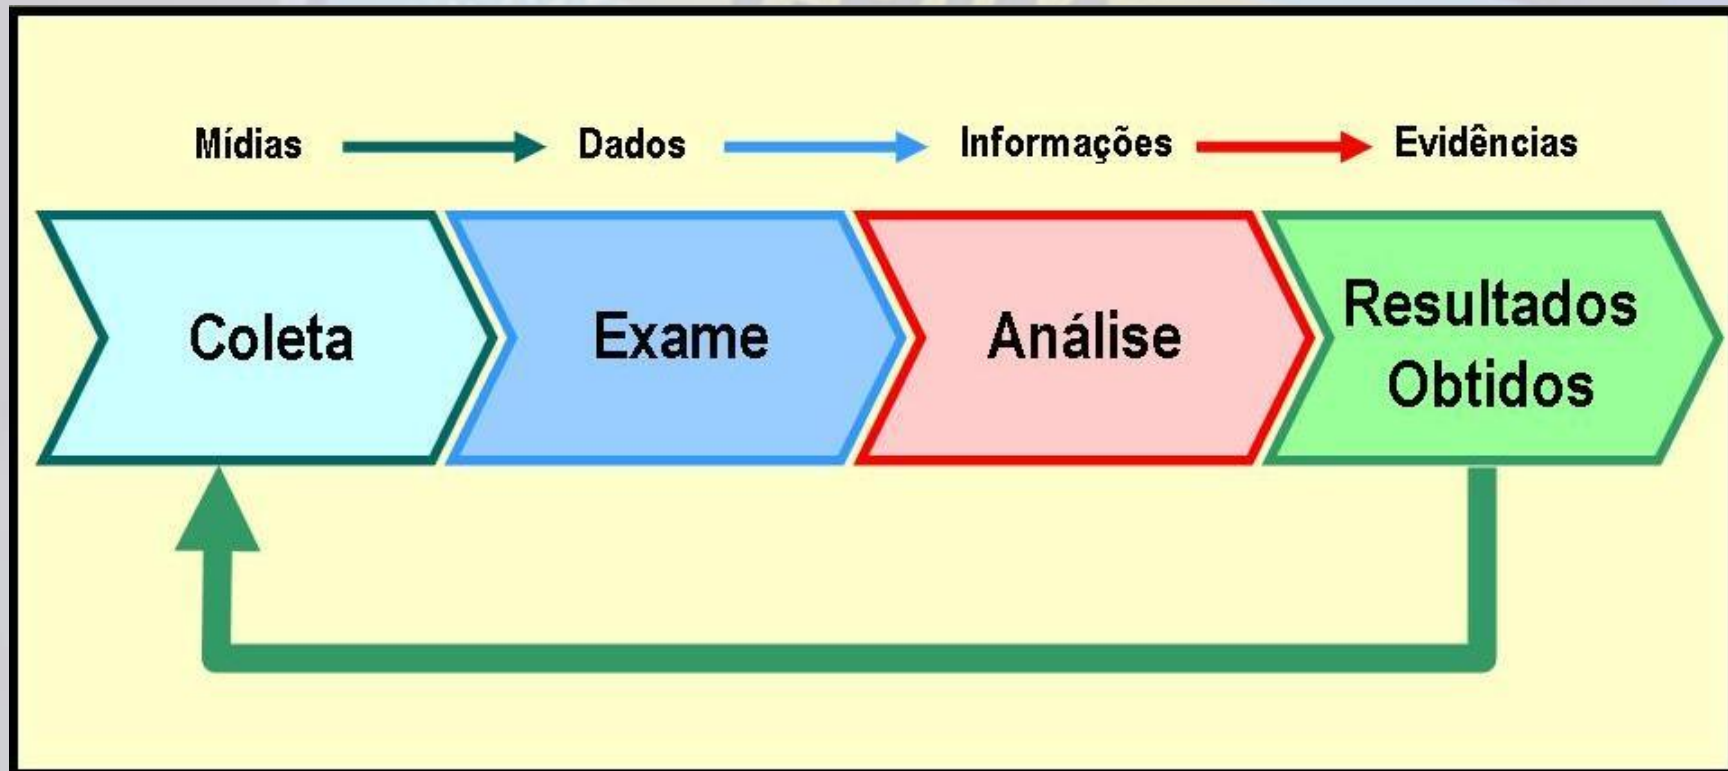 Mídias
Dados
Informações
Evidências
Coleta
Exame
Análise
Resultados
Obtidos